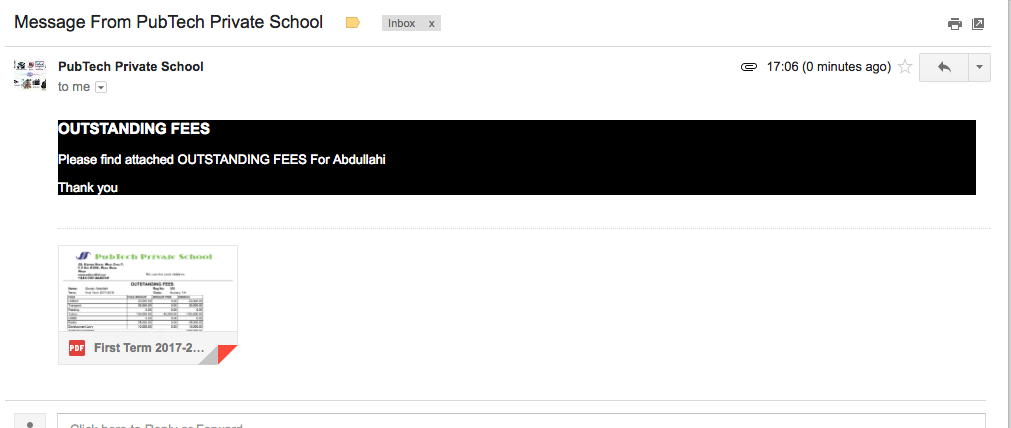 Message From PubTech Private School
Inbox x
PubTech Private School
17:06 (0 minutes ago)
to me
OUTSTANDING FEES
Please find attached OUTSTANDING FEES For Abdullahi
Thank you
PubTech Private School
OUTSTANDING FEES
PDF First Term 2017-2...
Click here to Reply or Forward